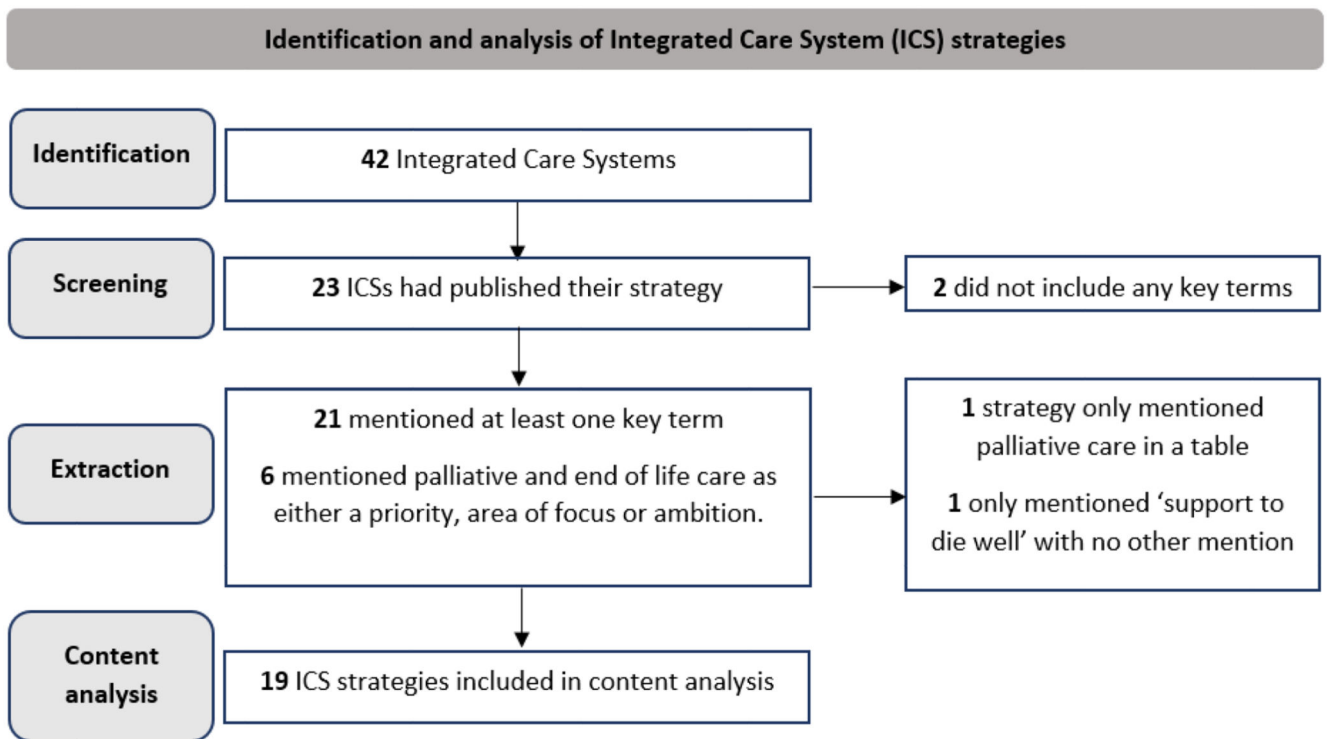 Identification and analysis of Integrated Care System (ICS) strategies
Identification
42 Integrated Care Systems
Screening
23 ICSs had published their strategy
2 did not include any key terms
Extraction
21 mentioned at least one key term
6 mentioned palliative and end of life care as
either a priority, area of focus or ambition.
1 strategy only mentioned
palliative care in a table
1 only mentioned ‘support to
die well’ with no other mention
Content
analysis
19 ICS strategies included in content analysis